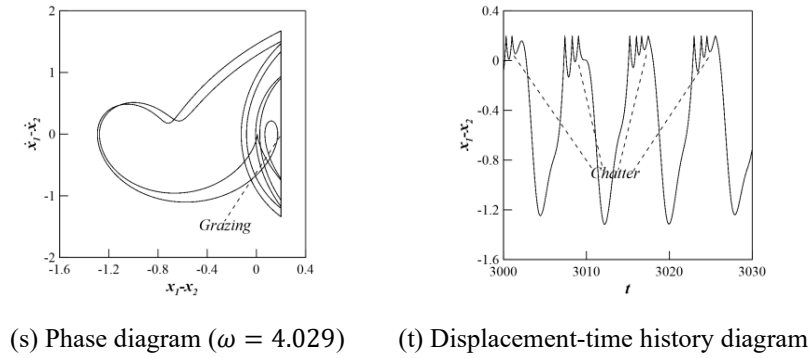 2
1
0
-1
-2
ẋ₁-ẋ₂
Grazing
-1.6 -1.2 -0.8 -0.4 0 0.4
x₁-x₂
0.4
0
-0.4
-0.8
-1.2
-1.6
x₁-x₂
Chatter
3000 3010 3020 3030
t
(s) Phase diagram (ω = 4.029)
(t) Displacement-time history diagram